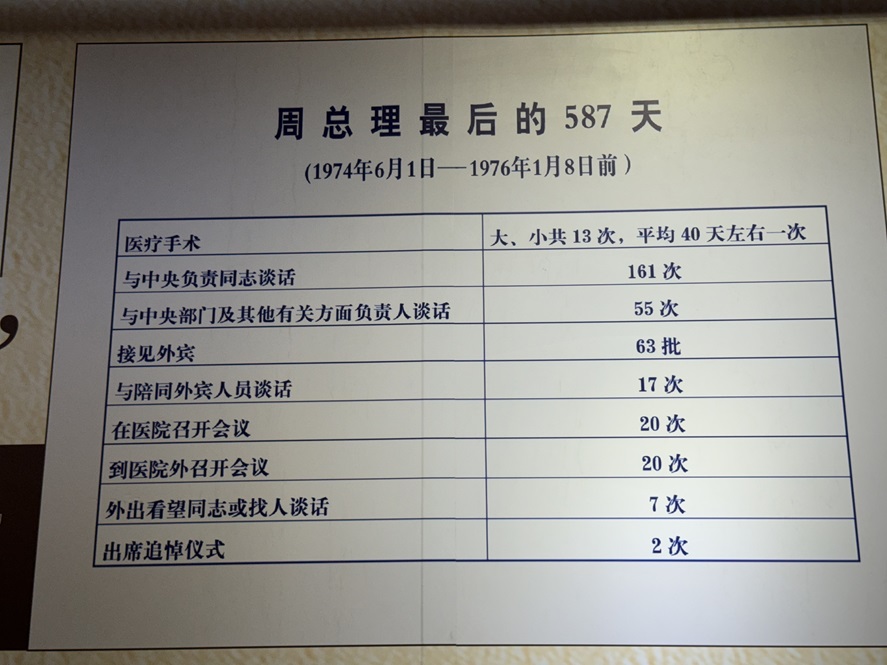 周总理最后的 587 天
(1974年6月1日——1976年1月8日前)
医疗手术 大、小共 13 次，平均 40 天左右一次
与中央负责同志谈话 161 次
与中央部门及其他有关方面负责人谈话 55 次
接见外宾 63 批
与陪同外宾人员谈话 17 次
在医院召开会议 20 次
到医院外召开会议 20 次
外出看望同志或找人谈话 7 次
出席追悼仪式 2 次